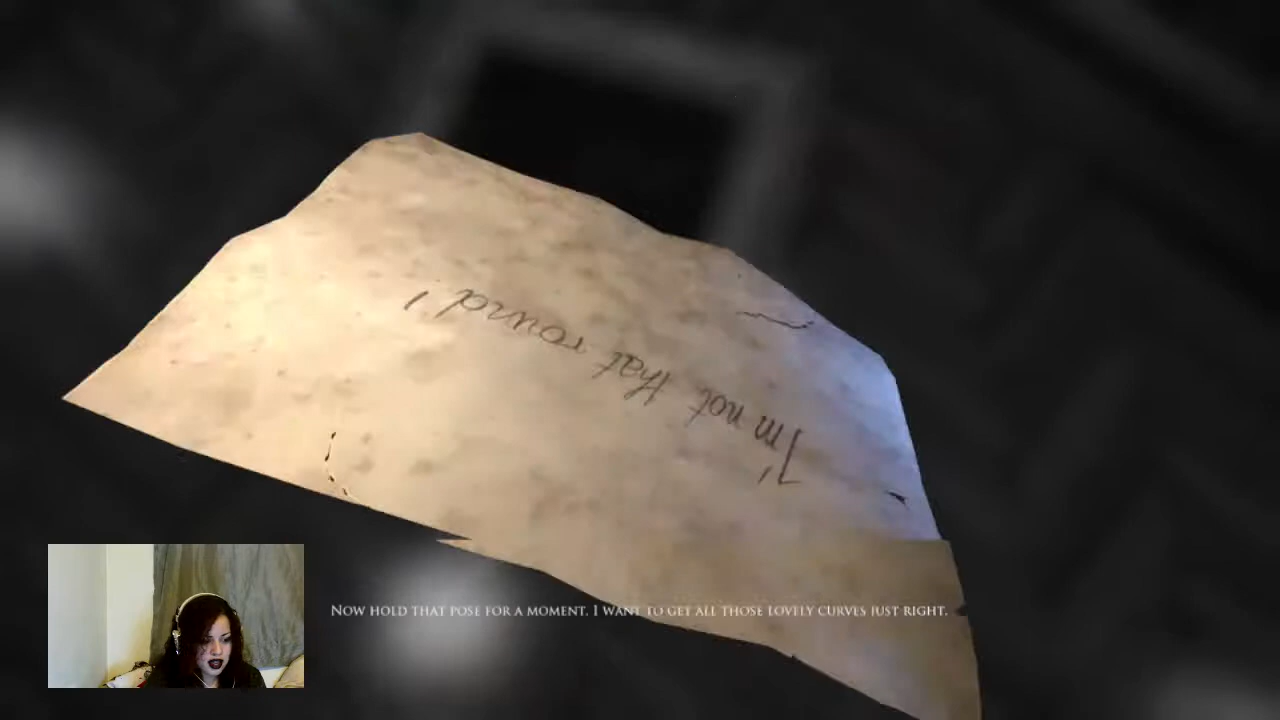 I'm not that round!
Now hold that pose for a moment. I want to get all those lovely curves just right.